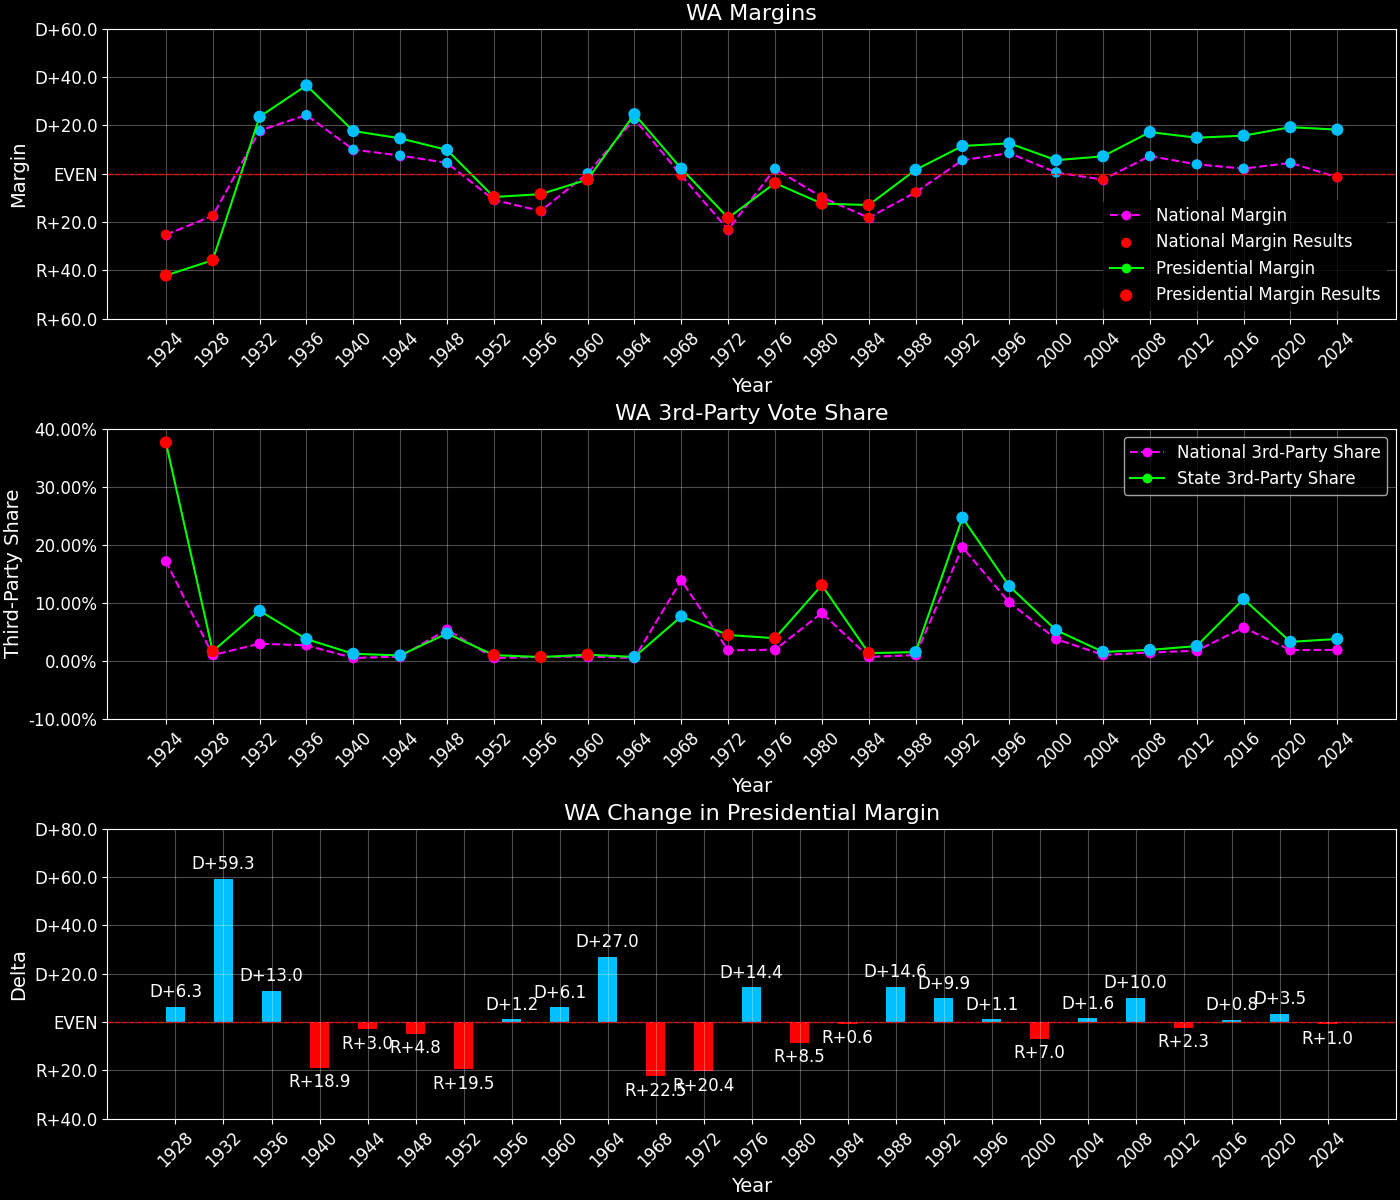 WA Margins
D+60.0
D+40.0
D+20.0
EVEN
R+20.0
R+40.0
R+60.0
Margin
National Margin
National Margin Results
Presidential Margin
Presidential Margin Results
1924 1928 1932 1936 1940 1944 1948 1952 1956 1960 1964 1968 1972 1976 1980 1984 1988 1992 1996 2000 2004 2008 2012 2016 2020 2024
Year
WA 3rd-Party Vote Share
40.00%
30.00%
20.00%
10.00%
0.00%
-10.00%
Third-Party Share
National 3rd-Party Share
State 3rd-Party Share
1924 1928 1932 1936 1940 1944 1948 1952 1956 1960 1964 1968 1972 1976 1980 1984 1988 1992 1996 2000 2004 2008 2012 2016 2020 2024
Year
WA Change in Presidential Margin
D+80.0
D+60.0
D+40.0
D+20.0
EVEN
R+20.0
R+40.0
Delta
D+6.3
D+59.3
D+13.0
R+18.9
R+3.0
R+4.8
R+19.5
D+1.2
D+6.1
D+27.0
R+22.5
R+20.4
D+14.4
R+8.5
R+0.6
D+14.6
D+9.9
D+1.1
R+7.0
D+1.6
D+10.0
R+2.3
D+0.8
D+3.5
R+1.0
1928 1932 1936 1940 1944 1948 1952 1956 1960 1964 1968 1972 1976 1980 1984 1988 1992 1996 2000 2004 2008 2012 2016 2020 2024
Year